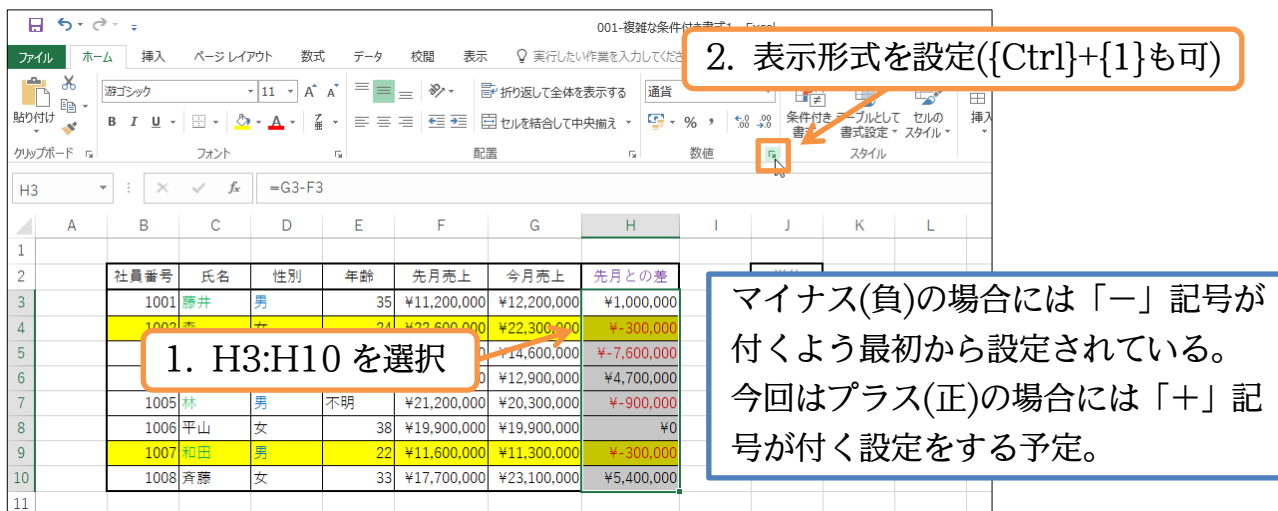 001-複雑な条件付き書式1 - Excel
ファイル ホーム 挿入 ページ レイアウト 数式 データ 校閲 表示 実行したい作業を入力してくださ
2. 表示形式を設定({Ctrl}+{1}も可)
游ゴシック 11 A A 折り返して全体を表示する 通貨
貼り付け B I U A セルを結合して中央揃え % 条件付き書式 テーブルとして書式設定 セルのスタイル 挿入
クリップボード フォント 配置 数値 スタイル
H3 fx =G3-F3
A B C D E F G H I J K L
1
2 社員番号 氏名 性別 年齢 先月売上 今月売上 先月との差
3 1001 藤井 男 35 ¥11,200,000 ¥12,200,000 ¥1,000,000
4 1002 森 女 24 ¥22,600,000 ¥22,300,000 ¥-300,000
5 ¥14,600,000 ¥-7,600,000
6 ¥12,900,000 ¥4,700,000
1. H3:H10 を選択
7 1005 林 男 不明 ¥21,200,000 ¥20,300,000 ¥-900,000
8 1006 平山 女 38 ¥19,900,000 ¥19,900,000 ¥0
9 1007 和田 男 22 ¥11,600,000 ¥11,300,000 ¥-300,000
10 1008 斉藤 女 33 ¥17,700,000 ¥23,100,000 ¥5,400,000
11
マイナス(負)の場合には「－」記号が
付くよう最初から設定されている。
今回はプラス(正)の場合には「＋」記
号が付く設定をする予定。